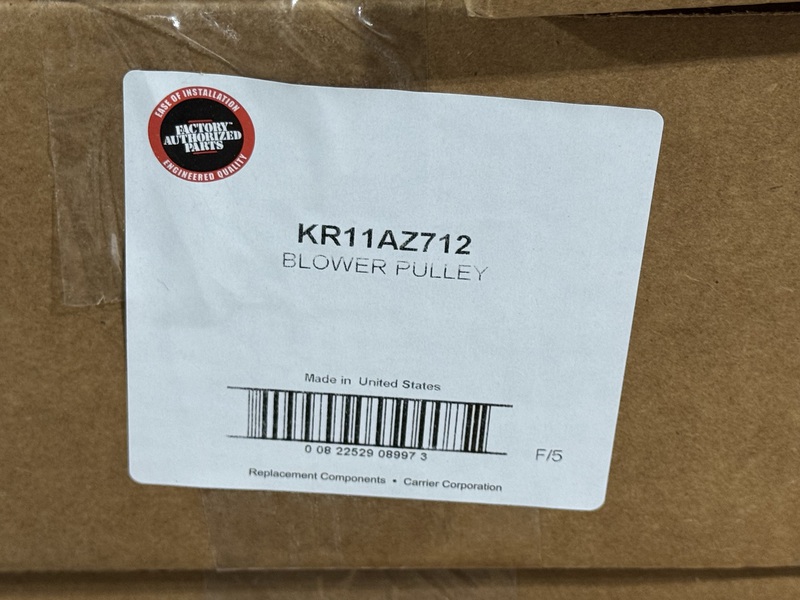 EASE OF INSTALLATION
FACTORY™
AUTHORIZED
PARTS
ENGINEERED QUALITY
KR11AZ712
BLOWER PULLEY
Made in United States
0 08 22529 08997 3
F/5
Replacement Components • Carrier Corporation